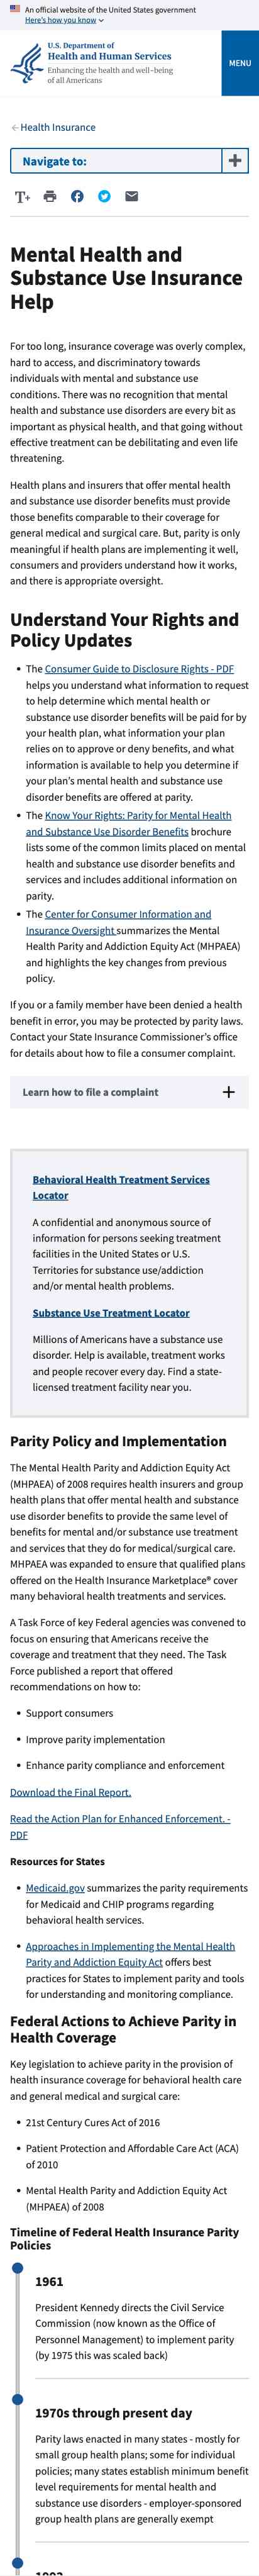 An official website of the United States government
Here's how you know
U.S. Department of
Health and Human Services
Enhancing the health and well-being
of all Americans
MENU
Health Insurance
Navigate to:
T+
Mental Health and
Substance Use Insurance
Help
For too long, insurance coverage was overly complex,
hard to access, and discriminatory towards
individuals with mental and substance use
conditions. There was no recognition that mental
health and substance use disorders are every bit as
important as physical health, and that going without
effective treatment can be debilitating and even life
threatening.
Health plans and insurers that offer mental health
and substance use disorder benefits must provide
those benefits comparable to their coverage for
general medical and surgical care. But, parity is only
meaningful if health plans are implementing it well,
consumers and providers understand how it works,
and there is appropriate oversight.
Understand Your Rights and
Policy Updates
• The Consumer Guide to Disclosure Rights - PDF
helps you understand what information to request
to help determine which mental health or
substance use disorder benefits will be paid for by
your health plan, what information your plan
relies on to approve or deny benefits, and what
information is available to help you determine if
your plan's mental health and substance use
disorder benefits are offered at parity.
• The Know Your Rights: Parity for Mental Health
and Substance Use Disorder Benefits brochure
lists some of the common limits placed on mental
health and substance use disorder benefits and
services and includes additional information on
parity.
• The Center for Consumer Information and
Insurance Oversight summarizes the Mental
Health Parity and Addiction Equity Act (MHPAEA)
and highlights the key changes from previous
policy.
If you or a family member have been denied a health
benefit in error, you may be protected by parity laws.
Contact your State Insurance Commissioner's office
for details about how to file a consumer complaint.
Learn how to file a complaint
Behavioral Health Treatment Services
Locator
A confidential and anonymous source of
information for persons seeking treatment
facilities in the United States or U.S.
Territories for substance use/addiction
and/or mental health problems.
Substance Use Treatment Locator
Millions of Americans have a substance use
disorder. Help is available, treatment works
and people recover every day. Find a state-
licensed treatment facility near you.
Parity Policy and Implementation
The Mental Health Parity and Addiction Equity Act
(MHPAEA) of 2008 requires health insurers and group
health plans that offer mental health and substance
use disorder benefits to provide the same level of
benefits for mental and/or substance use treatment
and services that they do for medical/surgical care.
MHPAEA was expanded to ensure that qualified plans
offered on the Health Insurance Marketplace® cover
many behavioral health treatments and services.
A Task Force of key Federal agencies was convened to
focus on ensuring that Americans receive the
coverage and treatment that they need. The Task
Force published a report that offered
recommendations on how to:
• Support consumers
• Improve parity implementation
• Enhance parity compliance and enforcement
Download the Final Report.
Read the Action Plan for Enhanced Enforcement. -
PDF
Resources for States
• Medicaid.gov summarizes the parity requirements
for Medicaid and CHIP programs regarding
behavioral health services.
• Approaches in Implementing the Mental Health
Parity and Addiction Equity Act offers best
practices for States to implement parity and tools
for understanding and monitoring compliance.
Federal Actions to Achieve Parity in
Health Coverage
Key legislation to achieve parity in the provision of
health insurance coverage for behavioral health care
and general medical and surgical care:
• 21st Century Cures Act of 2016
• Patient Protection and Affordable Care Act (ACA)
of 2010
• Mental Health Parity and Addiction Equity Act
(MHPAEA) of 2008
Timeline of Federal Health Insurance Parity
Policies
1961
President Kennedy directs the Civil Service
Commission (now known as the Office of
Personnel Management) to implement parity
(by 1975 this was scaled back)
1970s through present day
Parity laws enacted in many states - mostly for
small group health plans; some for individual
policies; many states establish minimum benefit
level requirements for mental health and
substance use disorders - employer-sponsored
group health plans are generally exempt